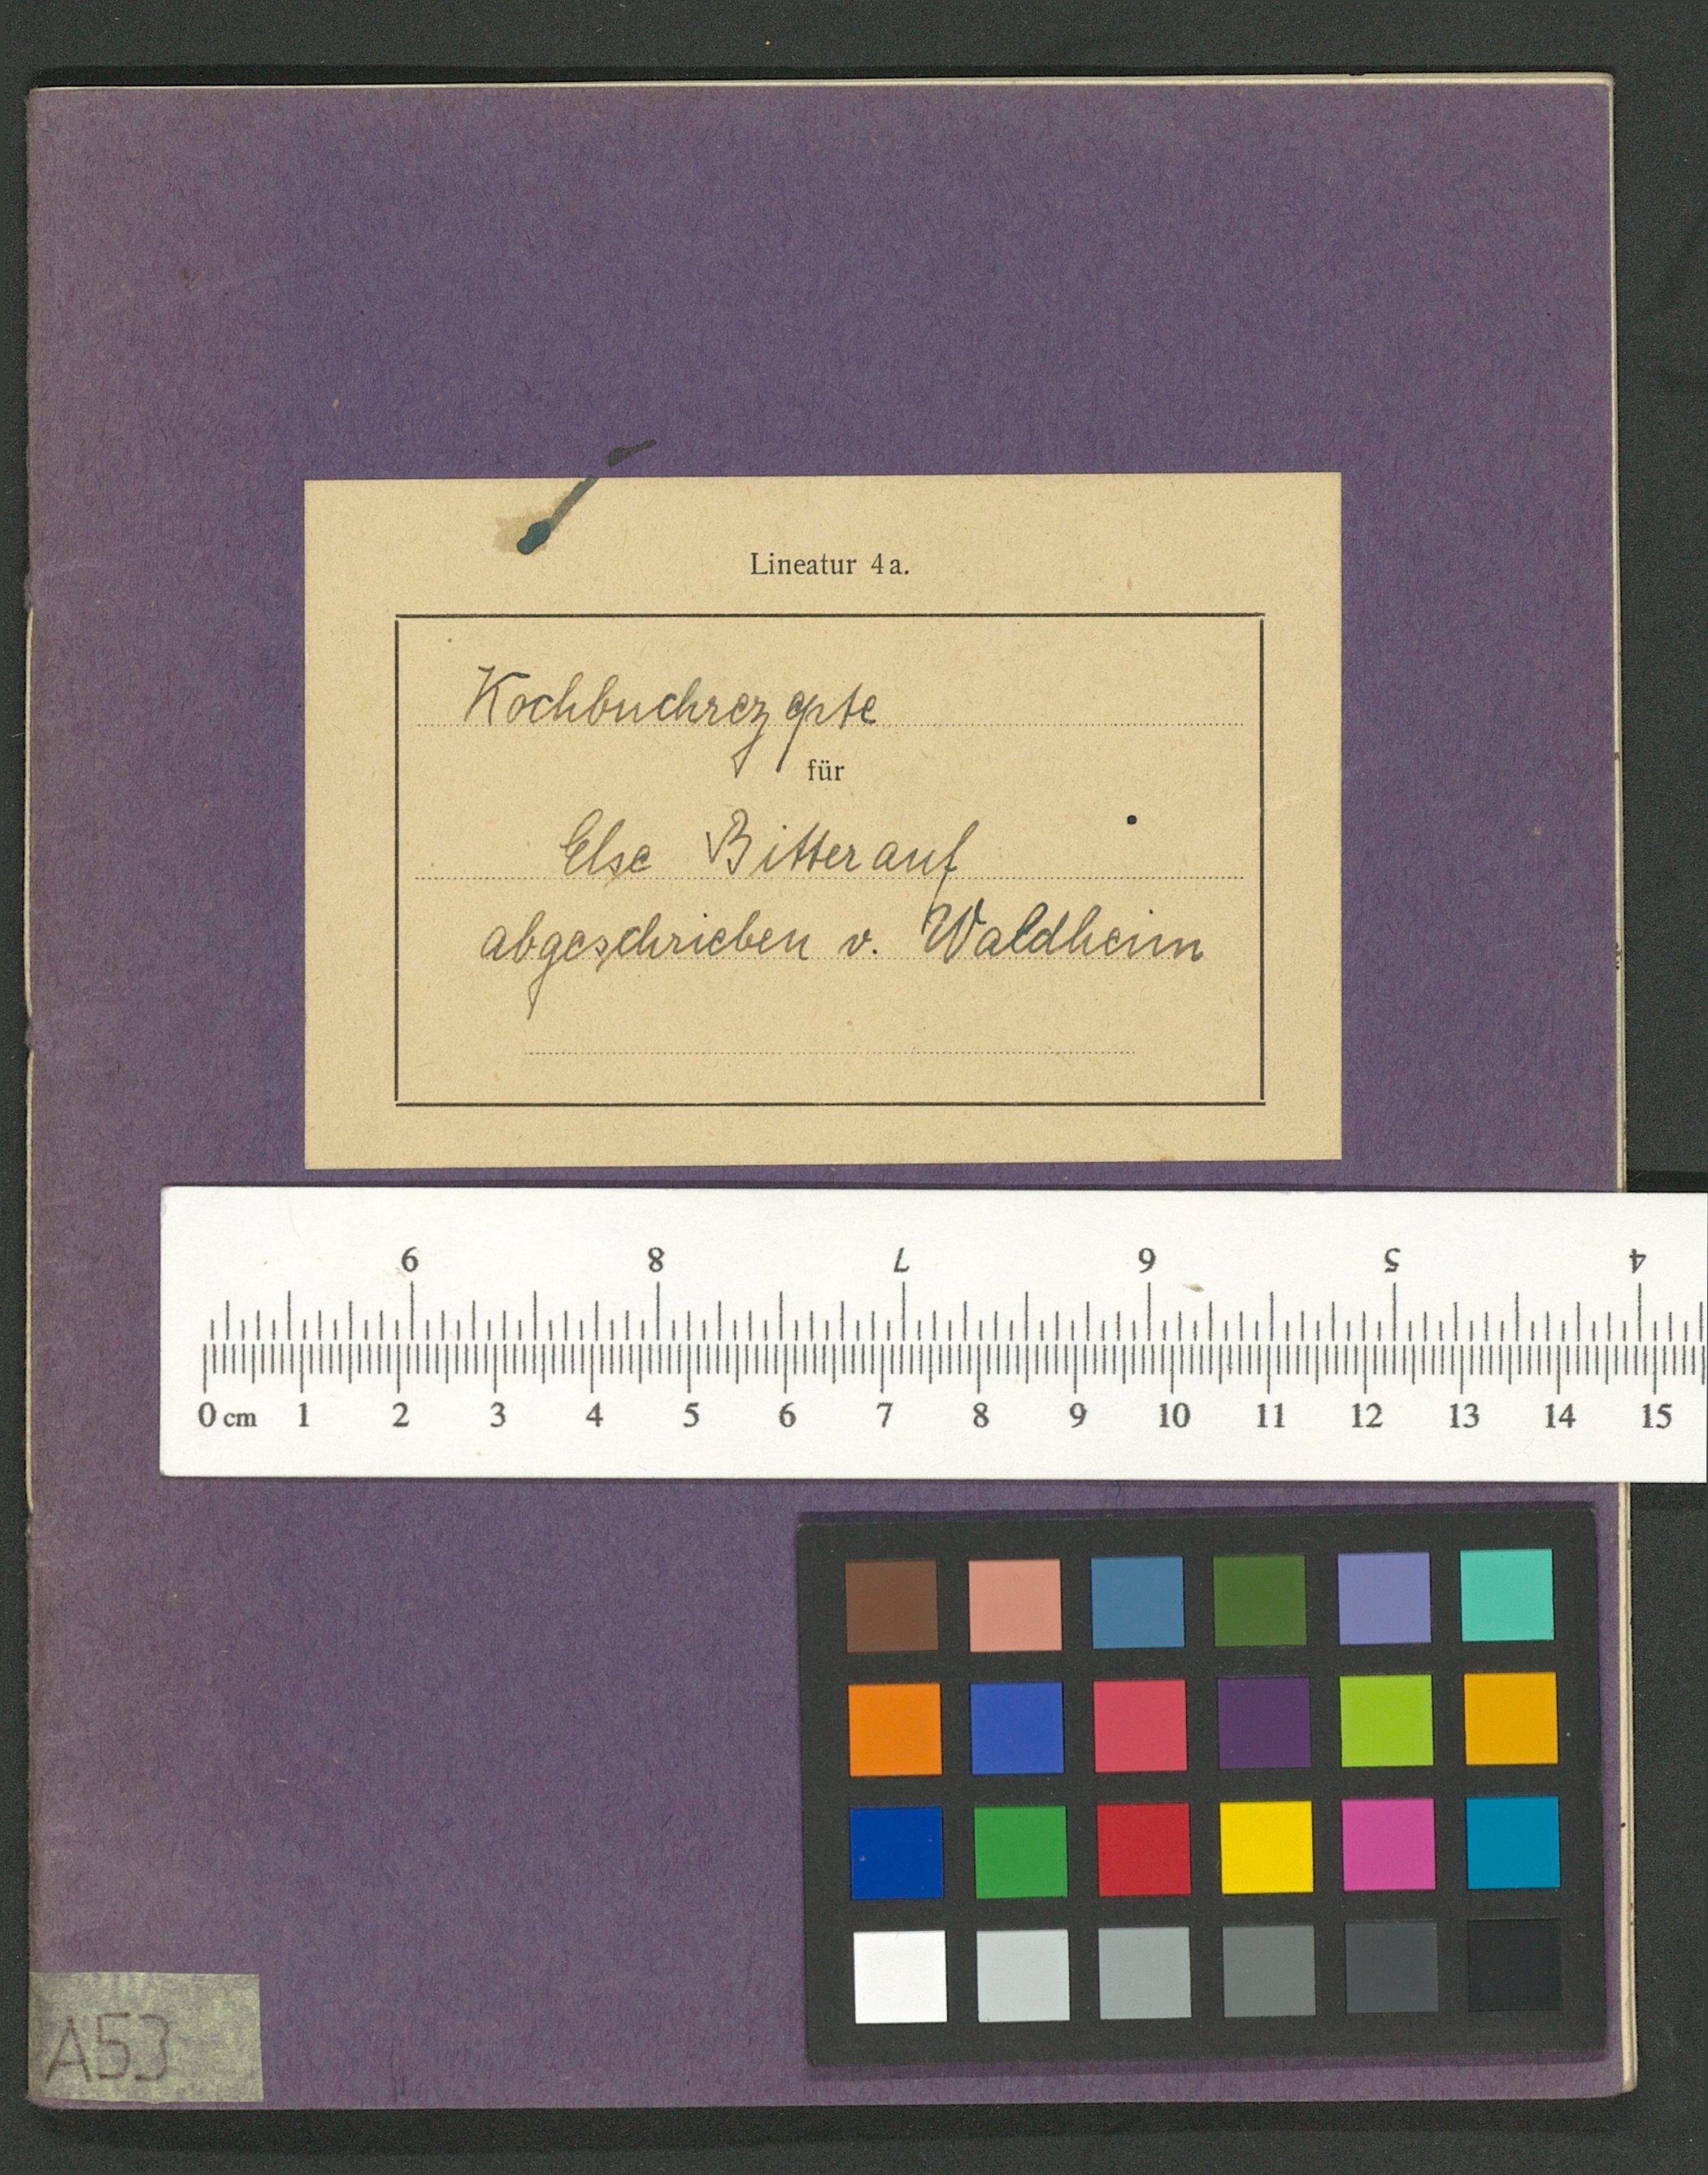 Lineatur 4a.
Kochbuchrezepte
für
Else Bitterauf
abgeschrieben v. Waldheim
9 8 7 6 5 4
0 cm 1 2 3 4 5 6 7 8 9 10 11 12 13 14 15
A53